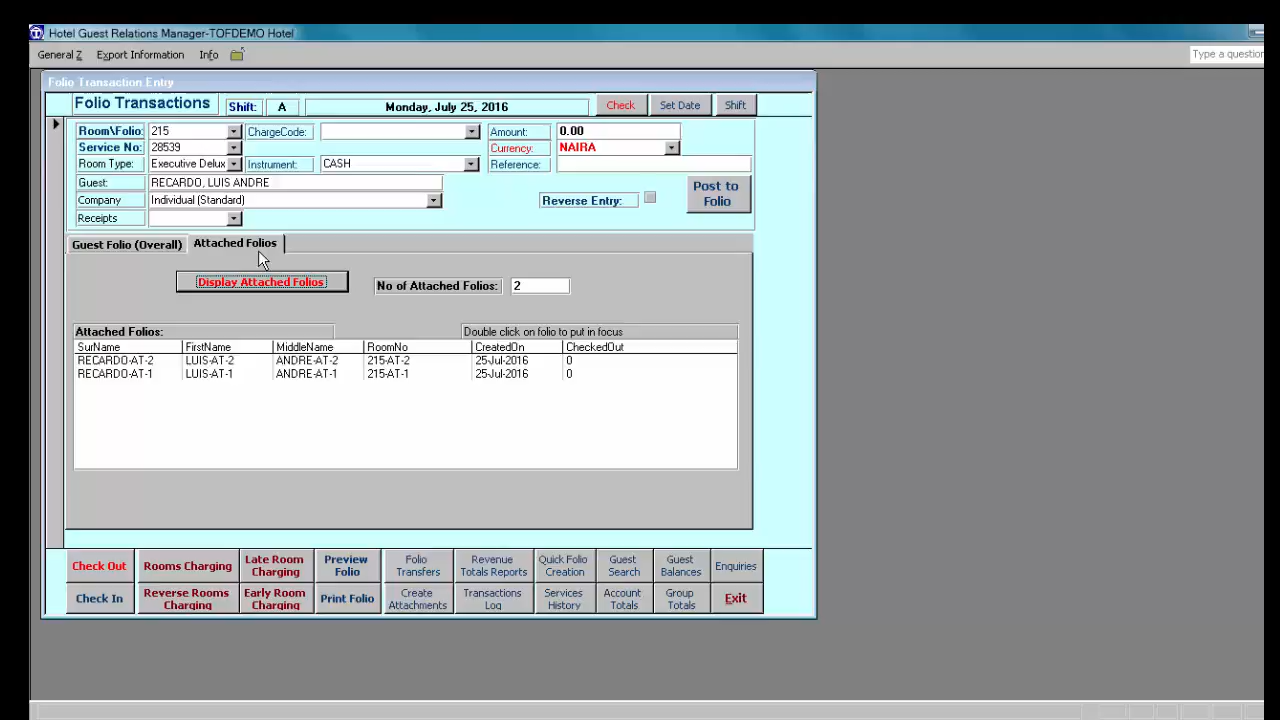 Hotel Guest Relations Manager-TOFDEMO Hotel
General Z Export Information Info
Type a question
Folio Transaction Entry
Folio Transactions Shift: A Monday, July 25, 2016 Check Set Date Shift
Room\Folio: 215 ChargeCode: Amount: 0.00
Service No: 28539 Currency: NAIRA
Room Type: Executive Delux Instrument: CASH Reference:
Guest: RECARDO, LUIS ANDRE
Company Individual (Standard) Reverse Entry:
Post to
Folio
Receipts
Guest Folio (Overall) Attached Folios
Display Attached Folios No of Attached Folios: 2
Attached Folios: Double click on folio to put in focus
SurName FirstName MiddleName RoomNo CreatedOn CheckedOut
RECARDO-AT-2 LUIS-AT-2 ANDRE-AT-2 215-AT-2 25-Jul-2016 0
RECARDO-AT-1 LUIS-AT-1 ANDRE-AT-1 215-AT-1 25-Jul-2016 0
Check Out
Rooms Charging
Late Room
Charging
Preview
Folio
Folio
Transfers
Revenue
Totals Reports
Quick Folio
Creation
Guest
Search
Guest
Balances
Enquiries
Check In
Reverse Rooms
Charging
Early Room
Charging
Print Folio
Create
Attachments
Transactions
Log
Services
History
Account
Totals
Group
Totals
Exit